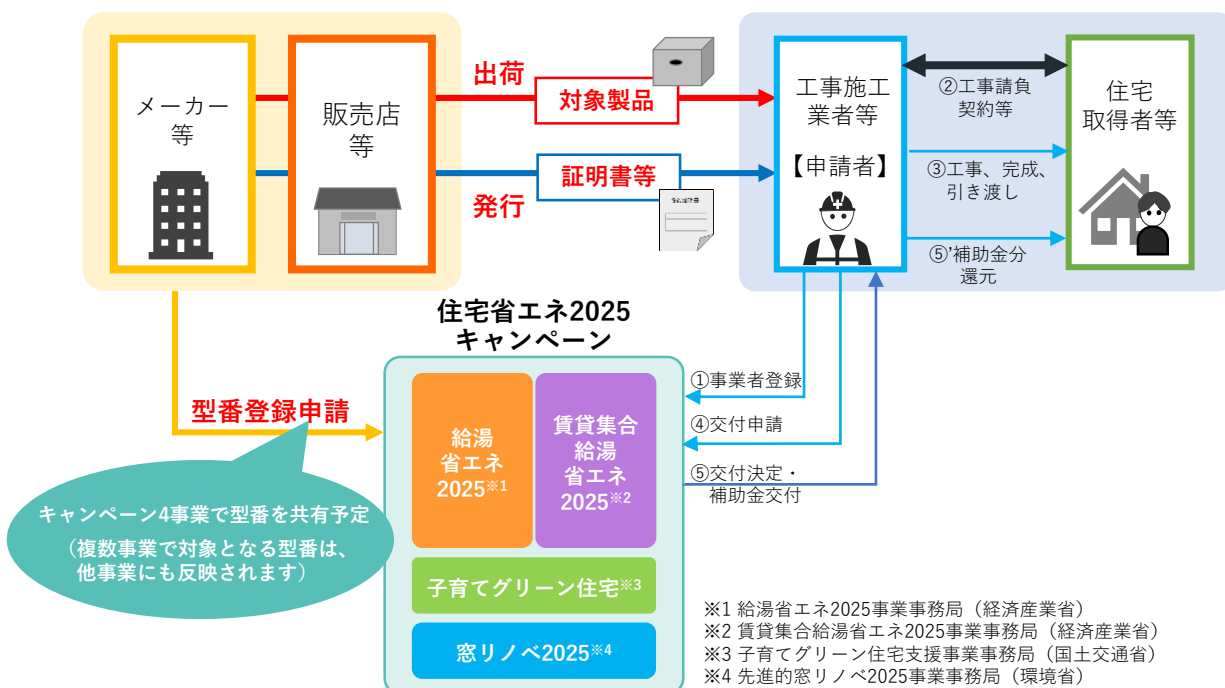 メーカー
等
販売店
等
出荷
対象製品
発行
証明書等
工事施工
業者等
【申請者】
②工事請負
契約等
③工事、完成、
引き渡し
⑤’補助金分
還元
住宅
取得者等
住宅省エネ2025
キャンペーン
型番登録申請
キャンペーン4事業で型番を共有予定
（複数事業で対象となる型番は、
他事業にも反映されます）
給湯
省エネ
2025※1
賃貸集合
給湯
省エネ
2025※2
子育てグリーン住宅※3
窓リノベ2025※4
①事業者登録
④交付申請
⑤交付決定・
補助金交付
※1 給湯省エネ2025事業事務局（経済産業省）
※2 賃貸集合給湯省エネ2025事業事務局（経済産業省）
※3 子育てグリーン住宅支援事業事務局（国土交通省）
※4 先進的窓リノベ2025事業事務局（環境省）